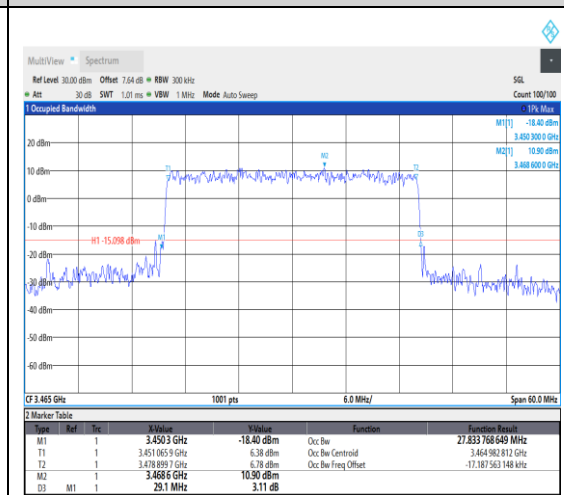 MultiView Spectrum
Ref Level 30.00 dBm Offset 7.64 dB RBW 300 kHz SGL
Att 30 dB SWT 1.01 ms VBW 1 MHz Mode Auto Sweep Count 100/100
1 Occupied Bandwidth 1Pk Max
M1[1] -18.40 dBm
3.450 300 0 GHz
M2[1] 10.90 dBm
3.468 600 0 GHz
20 dBm
M2
T1 T2
10 dBm
0 dBm
-10 dBm
M1 D3
H1 -15.098 dBm
-20 dBm
-30 dBm
-40 dBm
-50 dBm
-60 dBm
CF 3.465 GHz 1001 pts 6.0 MHz/ Span 60.0 MHz
2 Marker Table
Type Ref Trc X-Value Y-Value Function Function Result
M1 1 3.450 3 GHz -18.40 dBm Occ Bw 27.833 768 649 MHz
T1 1 3.451 065 9 GHz 6.38 dBm Occ Bw Centroid 3.464 982 812 GHz
T2 1 3.478 899 7 GHz 6.78 dBm Occ Bw Freq Offset -17.187 563 148 kHz
M2 1 3.468 6 GHz 10.90 dBm
D3 M1 1 29.1 MHz 3.11 dB